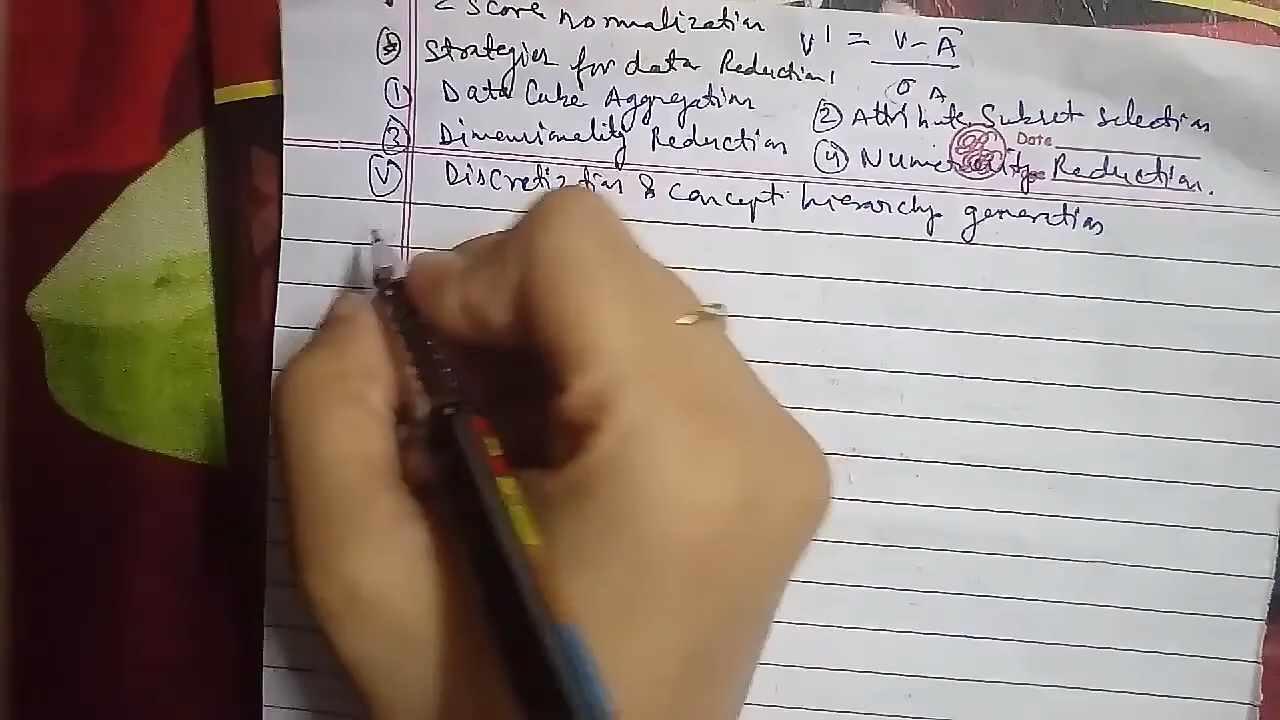 Z Score normalization V' = V - A̅ / σ A
Strategies for data Reduction!
① Data Cube Aggregation ② Attribute Subset Selection
③ Dimensionality Reduction ④ Numerosity Reduction.
Date
Ⓥ Discretization & concept hierarchy generation